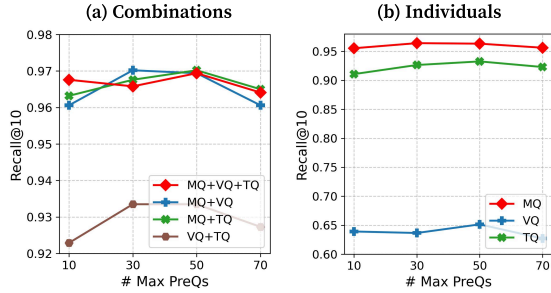 (a) Combinations
0.98
0.97
0.96
0.95
0.94
0.93
0.92
Recall@10
10 30 50 70
# Max PreQs
MQ+VQ+TQ
MQ+VQ
MQ+TQ
VQ+TQ
(b) Individuals
0.95
0.90
0.85
0.80
0.75
0.70
0.65
0.60
Recall@10
10 30 50 70
# Max PreQs
MQ
VQ
TQ